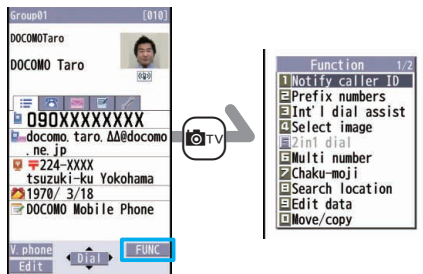 Group01 [010]
DOCOMOTaro
DOCOMO Taro
090XXXXXXXX
docomo.taro.ΔΔ@docomo
.ne.jp
〒224-XXXX
tsuzuki-ku Yokohama
1970/ 3/18
DOCOMO Mobile Phone
V.phone FUNC
Edit Dial
TV
Function 1/2
1 Notify caller ID
2 Prefix numbers
3 Int'l dial assist
4 Select image
5 2in1 dial
6 Multi number
7 Chaku-moji
8 Search location
9 Edit data
0 Move/copy